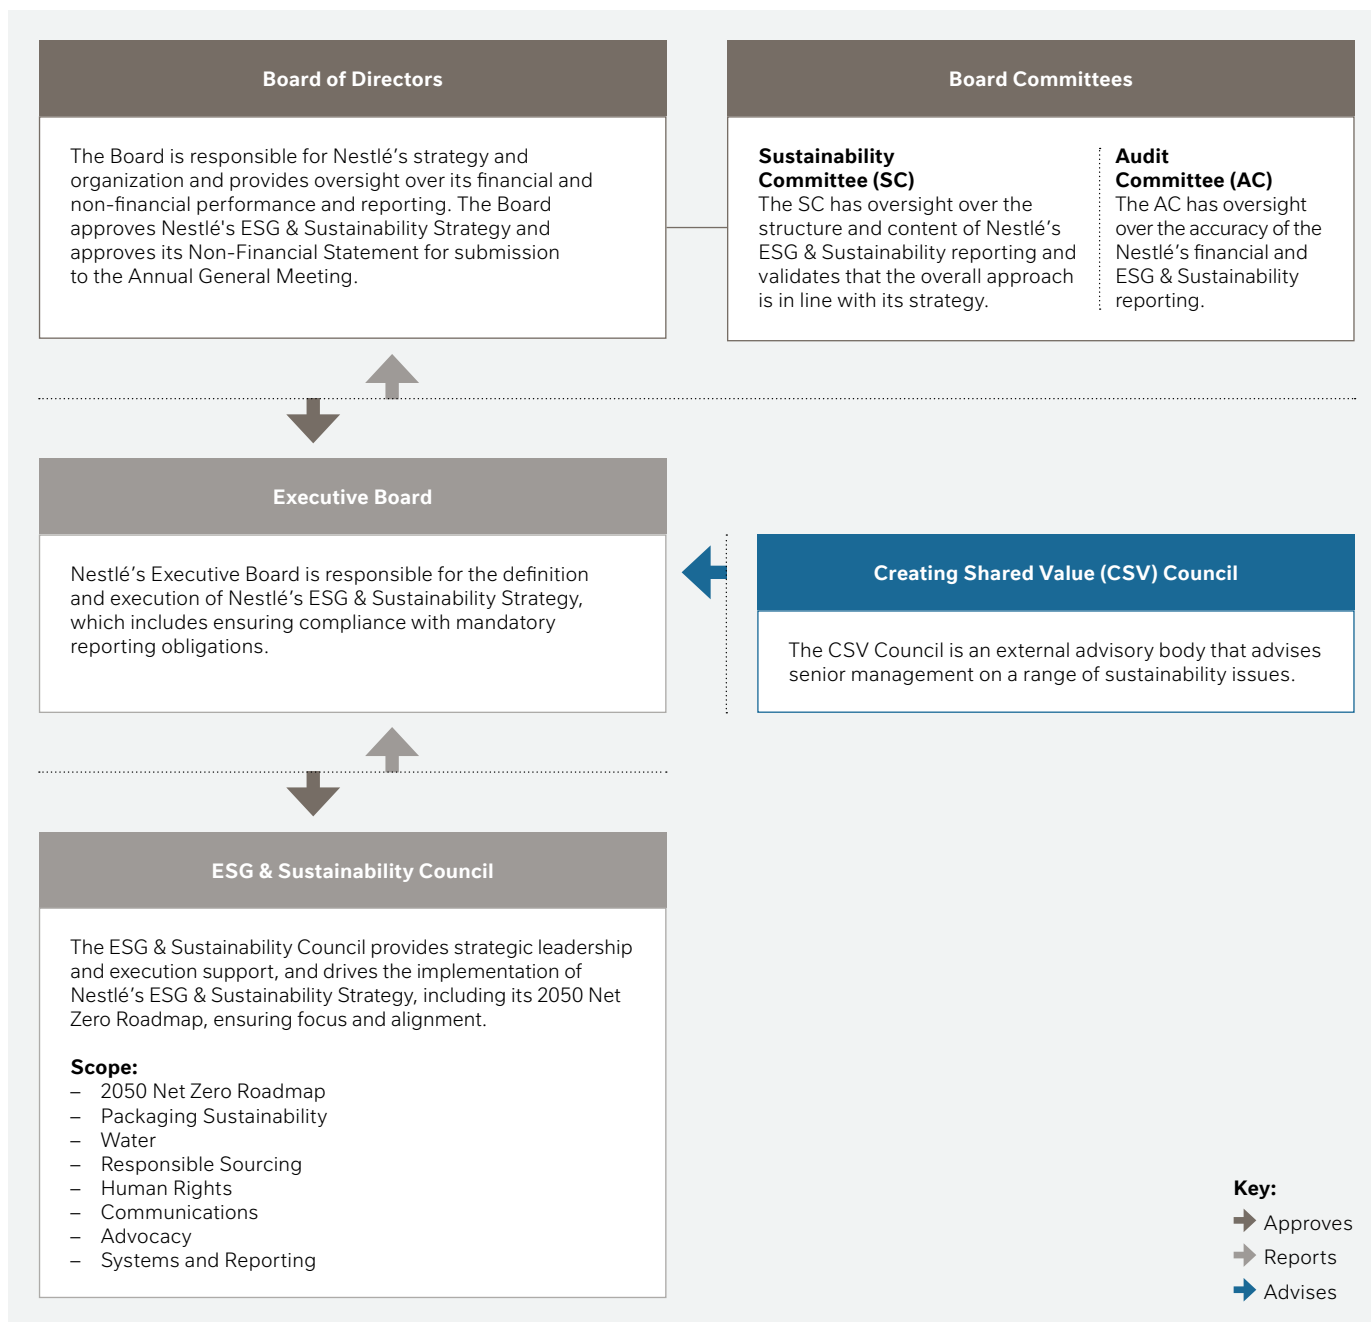 Board of Directors
The Board is responsible for Nestlé’s strategy and
organization and provides oversight over its financial and
non-financial performance and reporting. The Board
approves Nestlé's ESG & Sustainability Strategy and
approves its Non-Financial Statement for submission
to the Annual General Meeting.
Board Committees
Sustainability
Committee (SC)
The SC has oversight over the
structure and content of Nestlé’s
ESG & Sustainability reporting and
validates that the overall approach
is in line with its strategy.
Audit
Committee (AC)
The AC has oversight
over the accuracy of the
Nestlé’s financial and
ESG & Sustainability
reporting.
Executive Board
Nestlé’s Executive Board is responsible for the definition
and execution of Nestlé’s ESG & Sustainability Strategy,
which includes ensuring compliance with mandatory
reporting obligations.
Creating Shared Value (CSV) Council
The CSV Council is an external advisory body that advises
senior management on a range of sustainability issues.
ESG & Sustainability Council
The ESG & Sustainability Council provides strategic leadership
and execution support, and drives the implementation of
Nestlé’s ESG & Sustainability Strategy, including its 2050 Net
Zero Roadmap, ensuring focus and alignment.
Scope:
– 2050 Net Zero Roadmap
– Packaging Sustainability
– Water
– Responsible Sourcing
– Human Rights
– Communications
– Advocacy
– Systems and Reporting
Key:
Approves
Reports
Advises